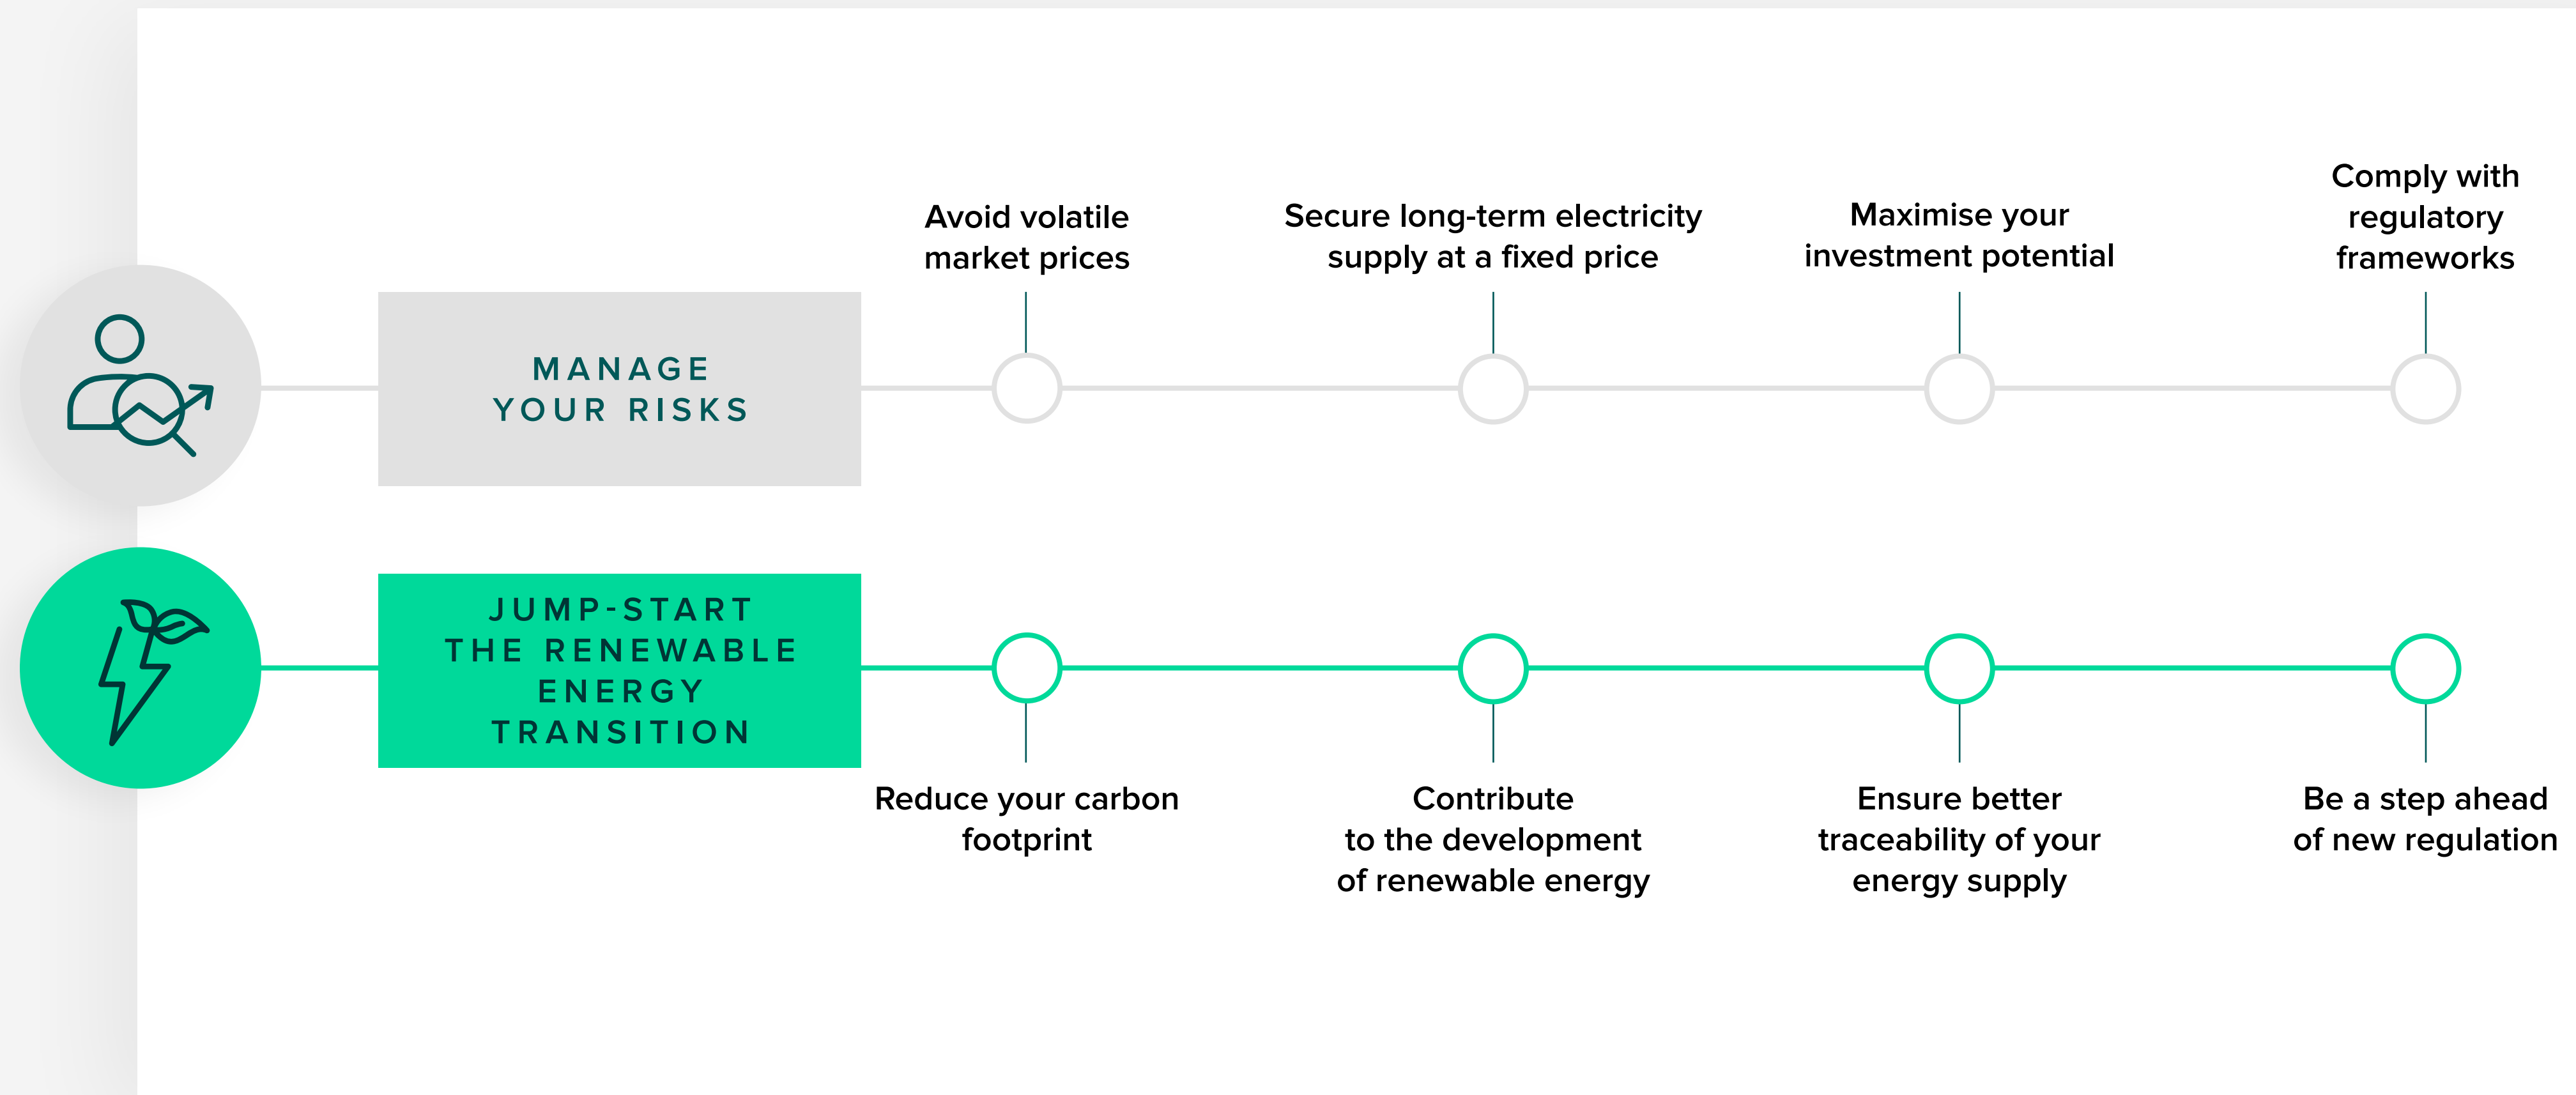 MANAGE
YOUR RISKS
Avoid volatile
market prices
Secure long-term electricity
supply at a fixed price
Maximise your
investment potential
Comply with
regulatory
frameworks
JUMP-START
THE RENEWABLE
ENERGY
TRANSITION
Reduce your carbon
footprint
Contribute
to the development
of renewable energy
Ensure better
traceability of your
energy supply
Be a step ahead
of new regulation